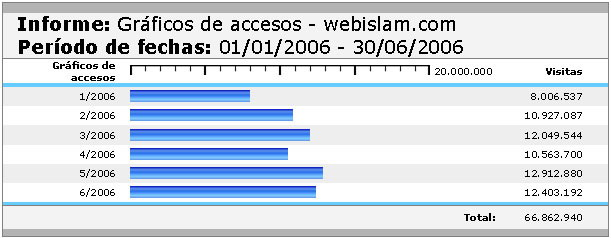 Informe: Gráficos de accesos - webislam.com
Período de fechas: 01/01/2006 - 30/06/2006
Gráficos de accesos 20.000.000 Visitas
1/2006 8.006.537
2/2006 10.927.087
3/2006 12.049.544
4/2006 10.563.700
5/2006 12.912.880
6/2006 12.403.192
Total: 66.862.940